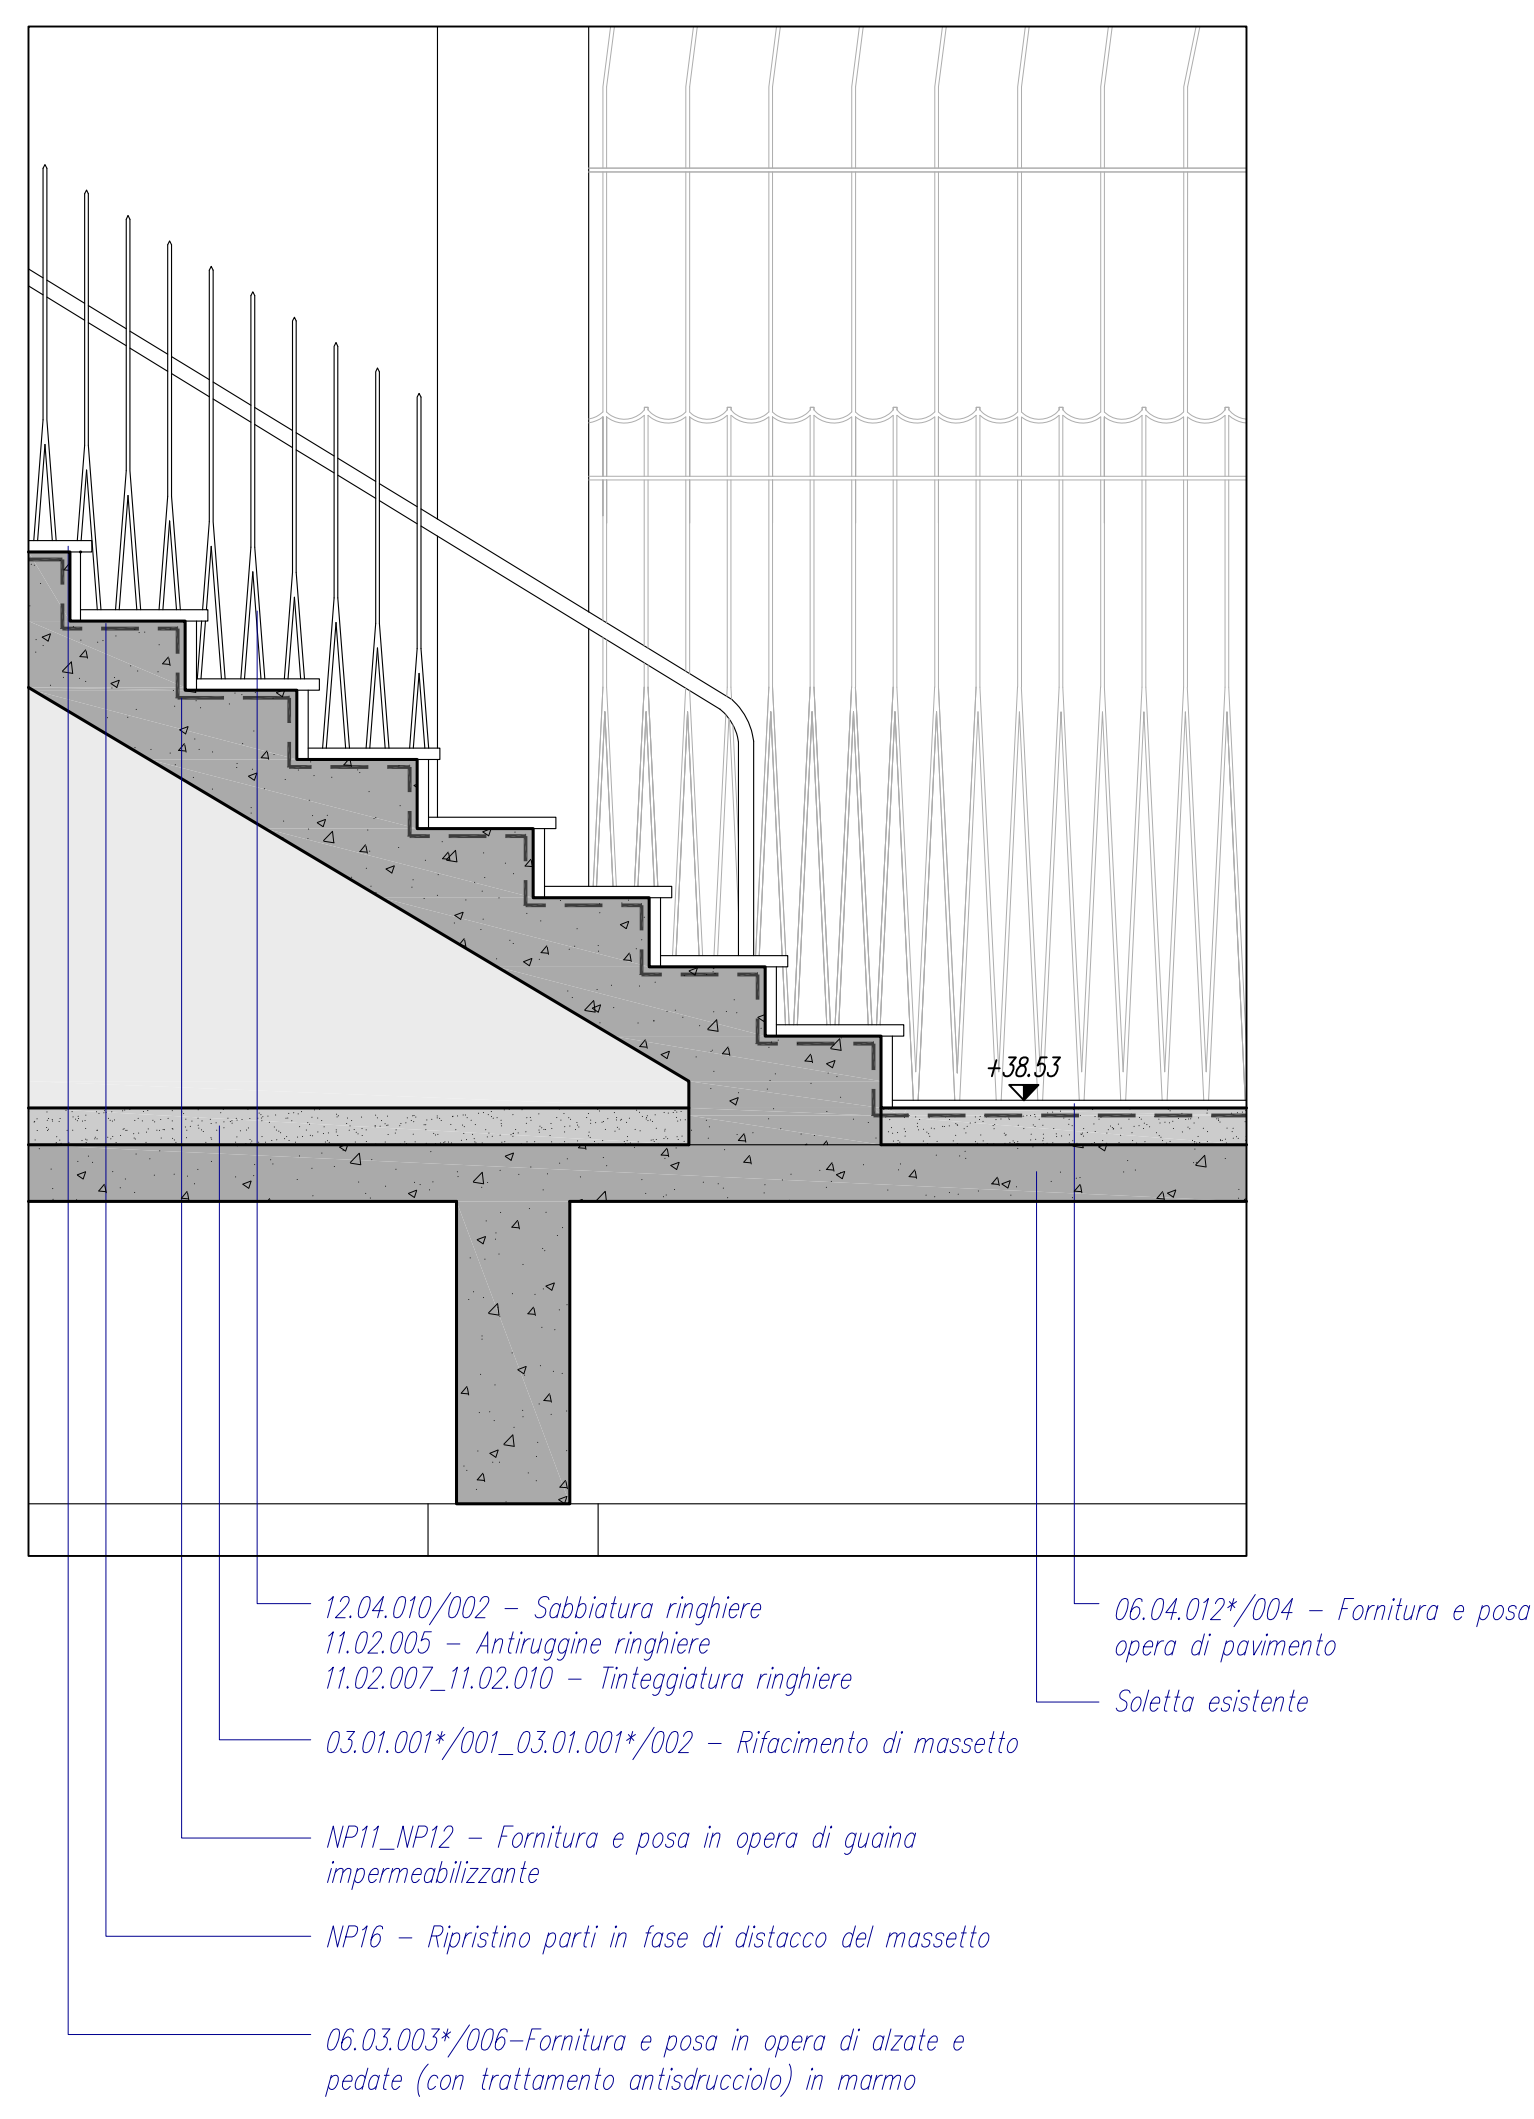 +38.53
12.04.010/002 - Sabbiatura ringhiere
11.02.005 - Antiruggine ringhiere
11.02.007_11.02.010 - Tinteggiatura ringhiere
06.04.012*/004 - Fornitura e posa
opera di pavimento
Soletta esistente
03.01.001*/001_03.01.001*/002 - Rifacimento di massetto
NP11_NP12 - Fornitura e posa in opera di guaina
impermeabilizzante
NP16 - Ripristino parti in fase di distacco del massetto
06.03.003*/006-Fornitura e posa in opera di alzate e
pedate (con trattamento antisdrucciolo) in marmo